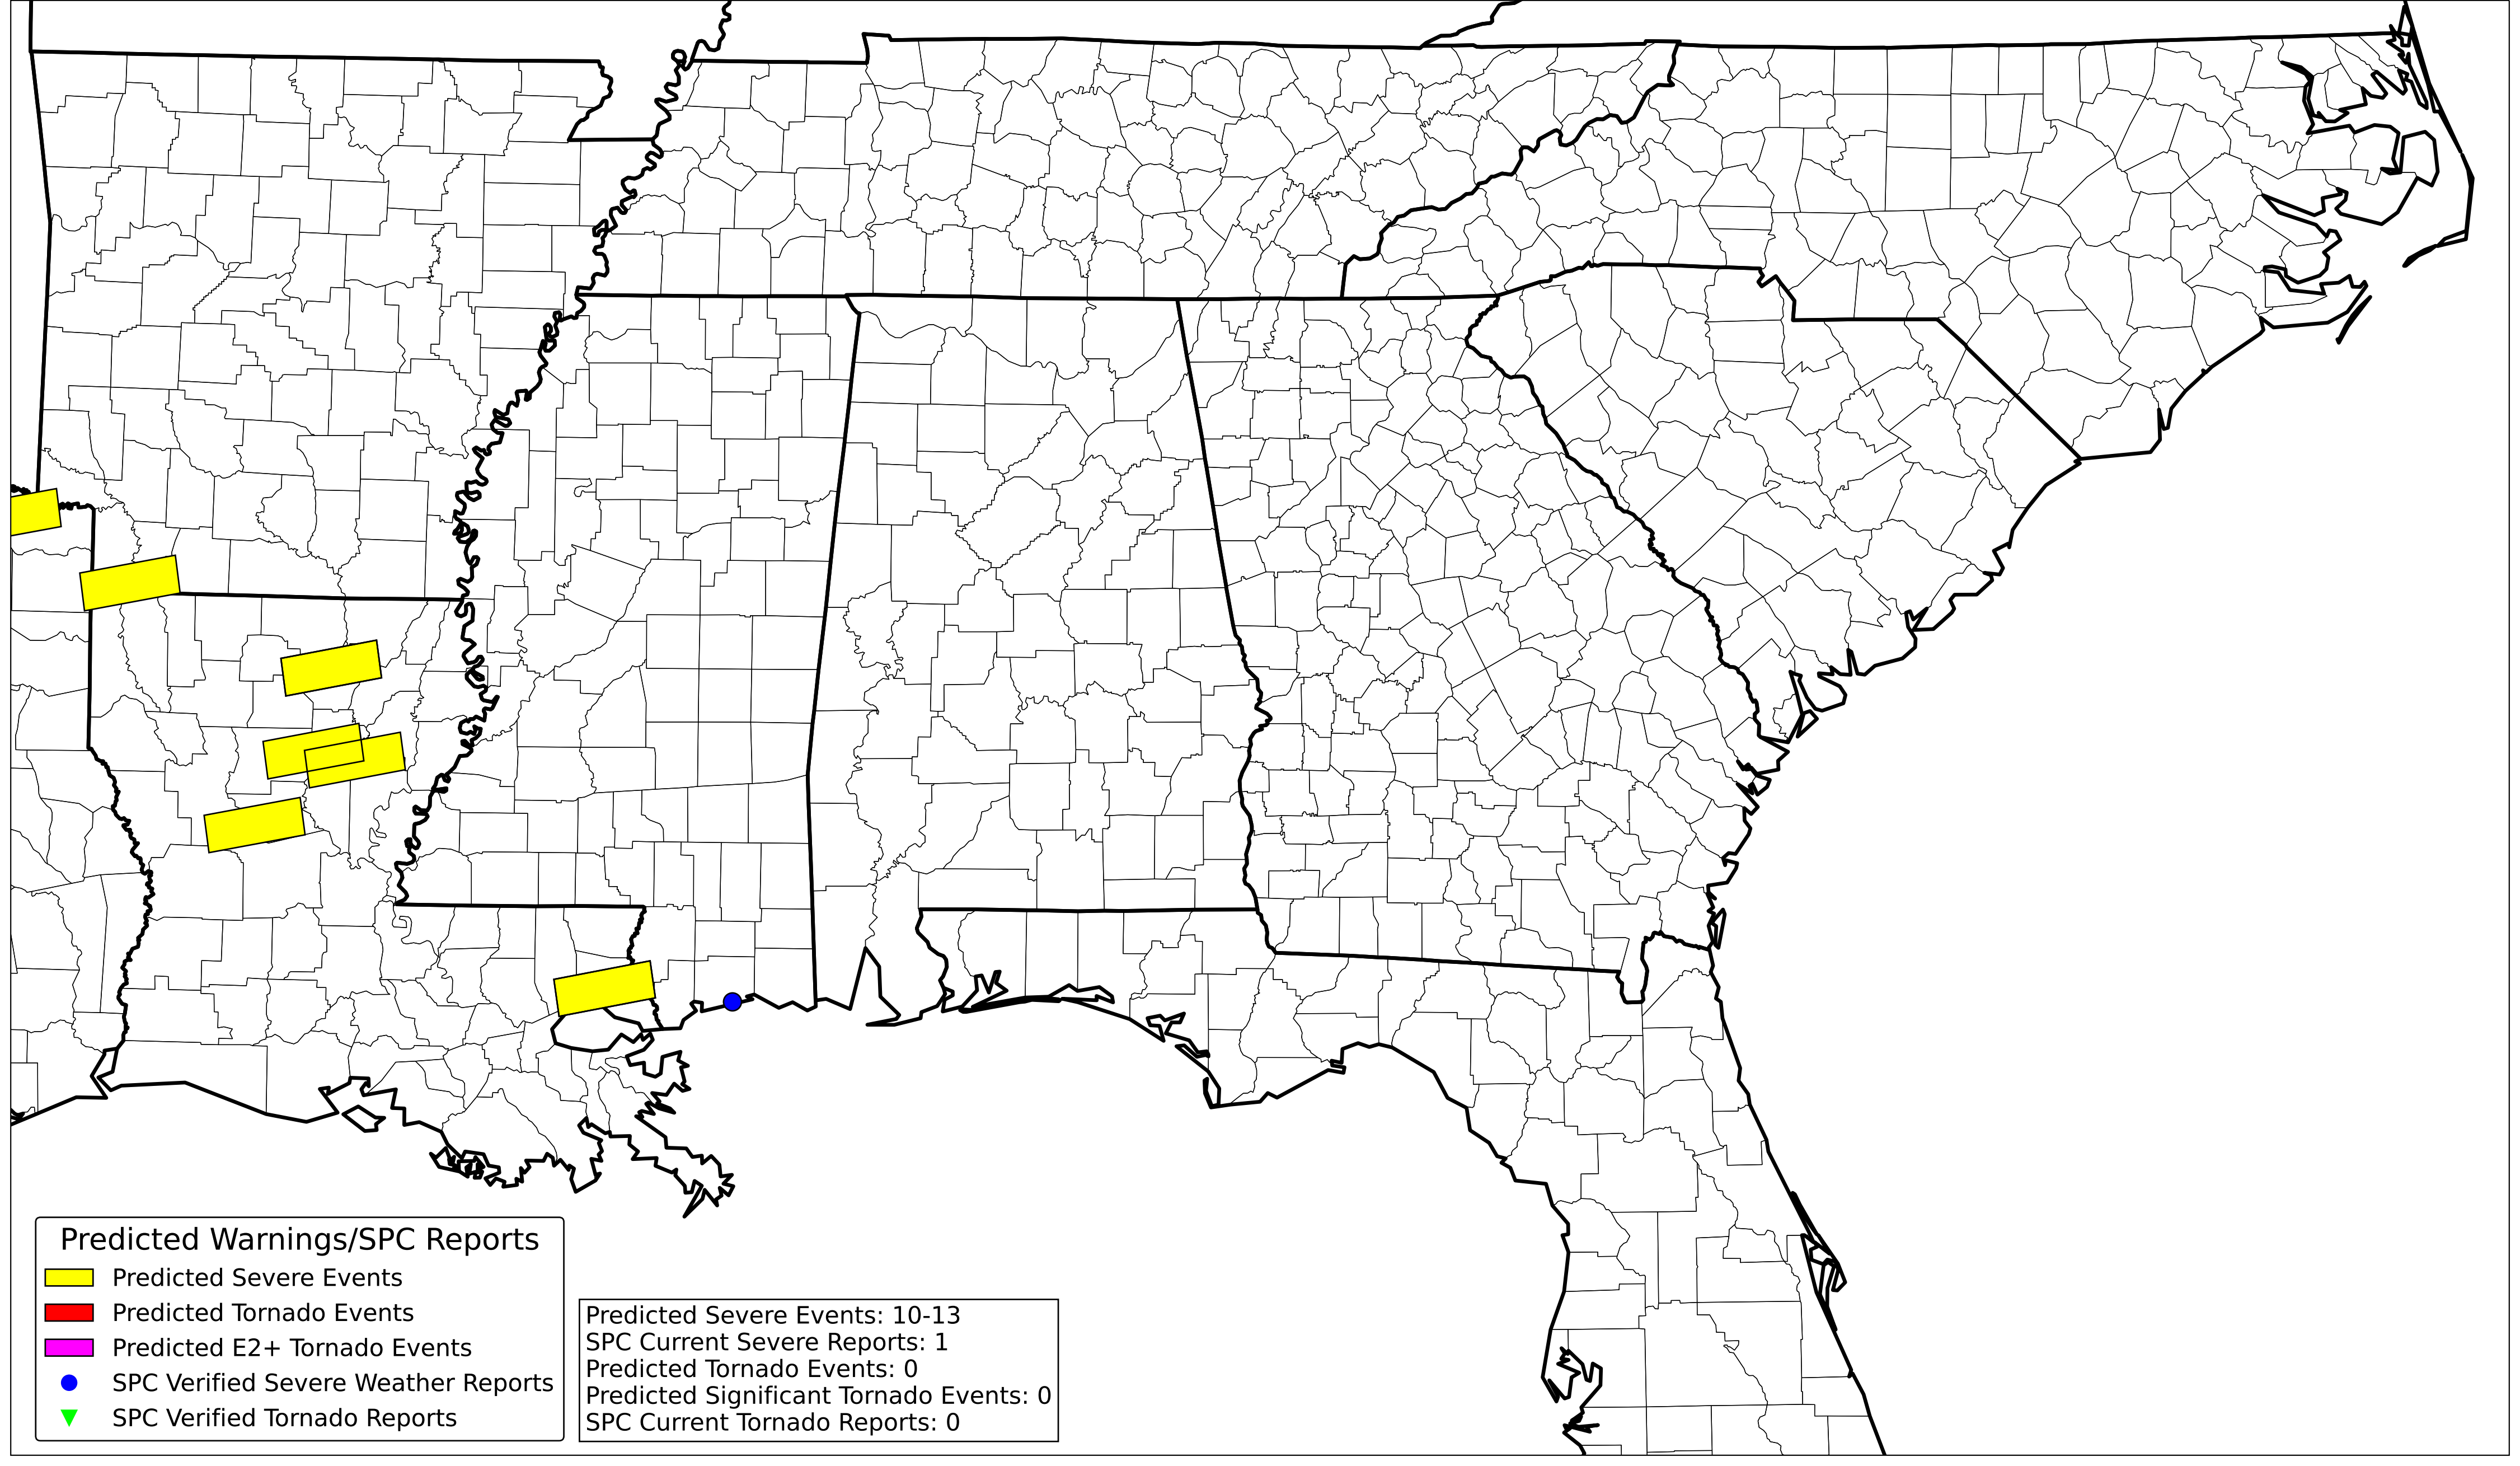 Predicted Warnings/SPC Reports
Predicted Severe Events
Predicted Tornado Events
Predicted E2+ Tornado Events
SPC Verified Severe Weather Reports
SPC Verified Tornado Reports
Predicted Severe Events: 10-13
SPC Current Severe Reports: 1
Predicted Tornado Events: 0
Predicted Significant Tornado Events: 0
SPC Current Tornado Reports: 0